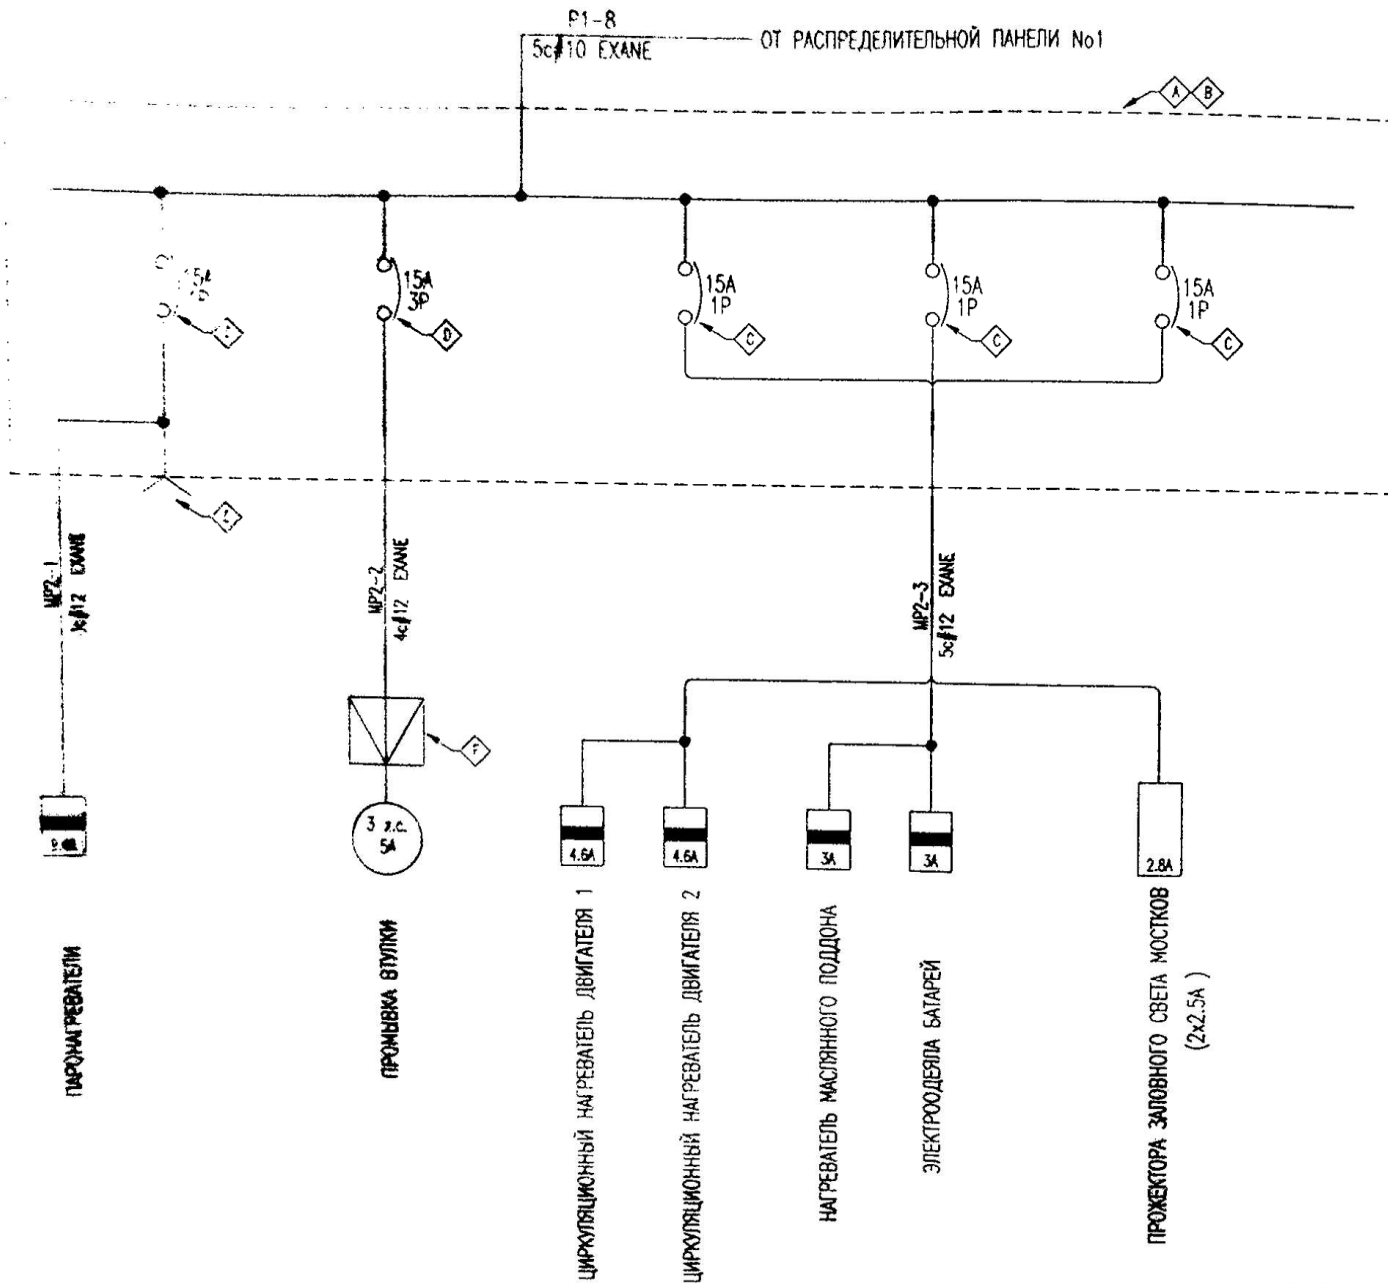 P1-8
5c#10 EXANE
ОТ РАСПРЕДЕЛИТЕЛЬНОЙ ПАНЕЛИ No1
A
B
15A
3P
D
15A
1P
C
15A
1P
C
15A
1P
C
MP2-1
#12 EXANE
MP2-2
4c#12 EXANE
MP2-3
5c#12 EXANE
F
3 л.с.
5A
4.6A
4.6A
3A
3A
2.8A
ПАРОНАГРЕВАТЕЛИ
ПРОМЫВКА ВТУЛКИ
ЦИРКУЛЯЦИОННЫЙ НАГРЕВАТЕЛЬ ДВИГАТЕЛЯ 1
ЦИРКУЛЯЦИОННЫЙ НАГРЕВАТЕЛЬ ДВИГАТЕЛЯ 2
НАГРЕВАТЕЛЬ МАСЛЯННОГО ПОДДОНА
ЭЛЕКТРООДЕЯЛА БАТАРЕЙ
ПРОЖЕКТОРА ЗАЛОВНОГО СВЕТА МОСТКОВ
(2x2.5A )